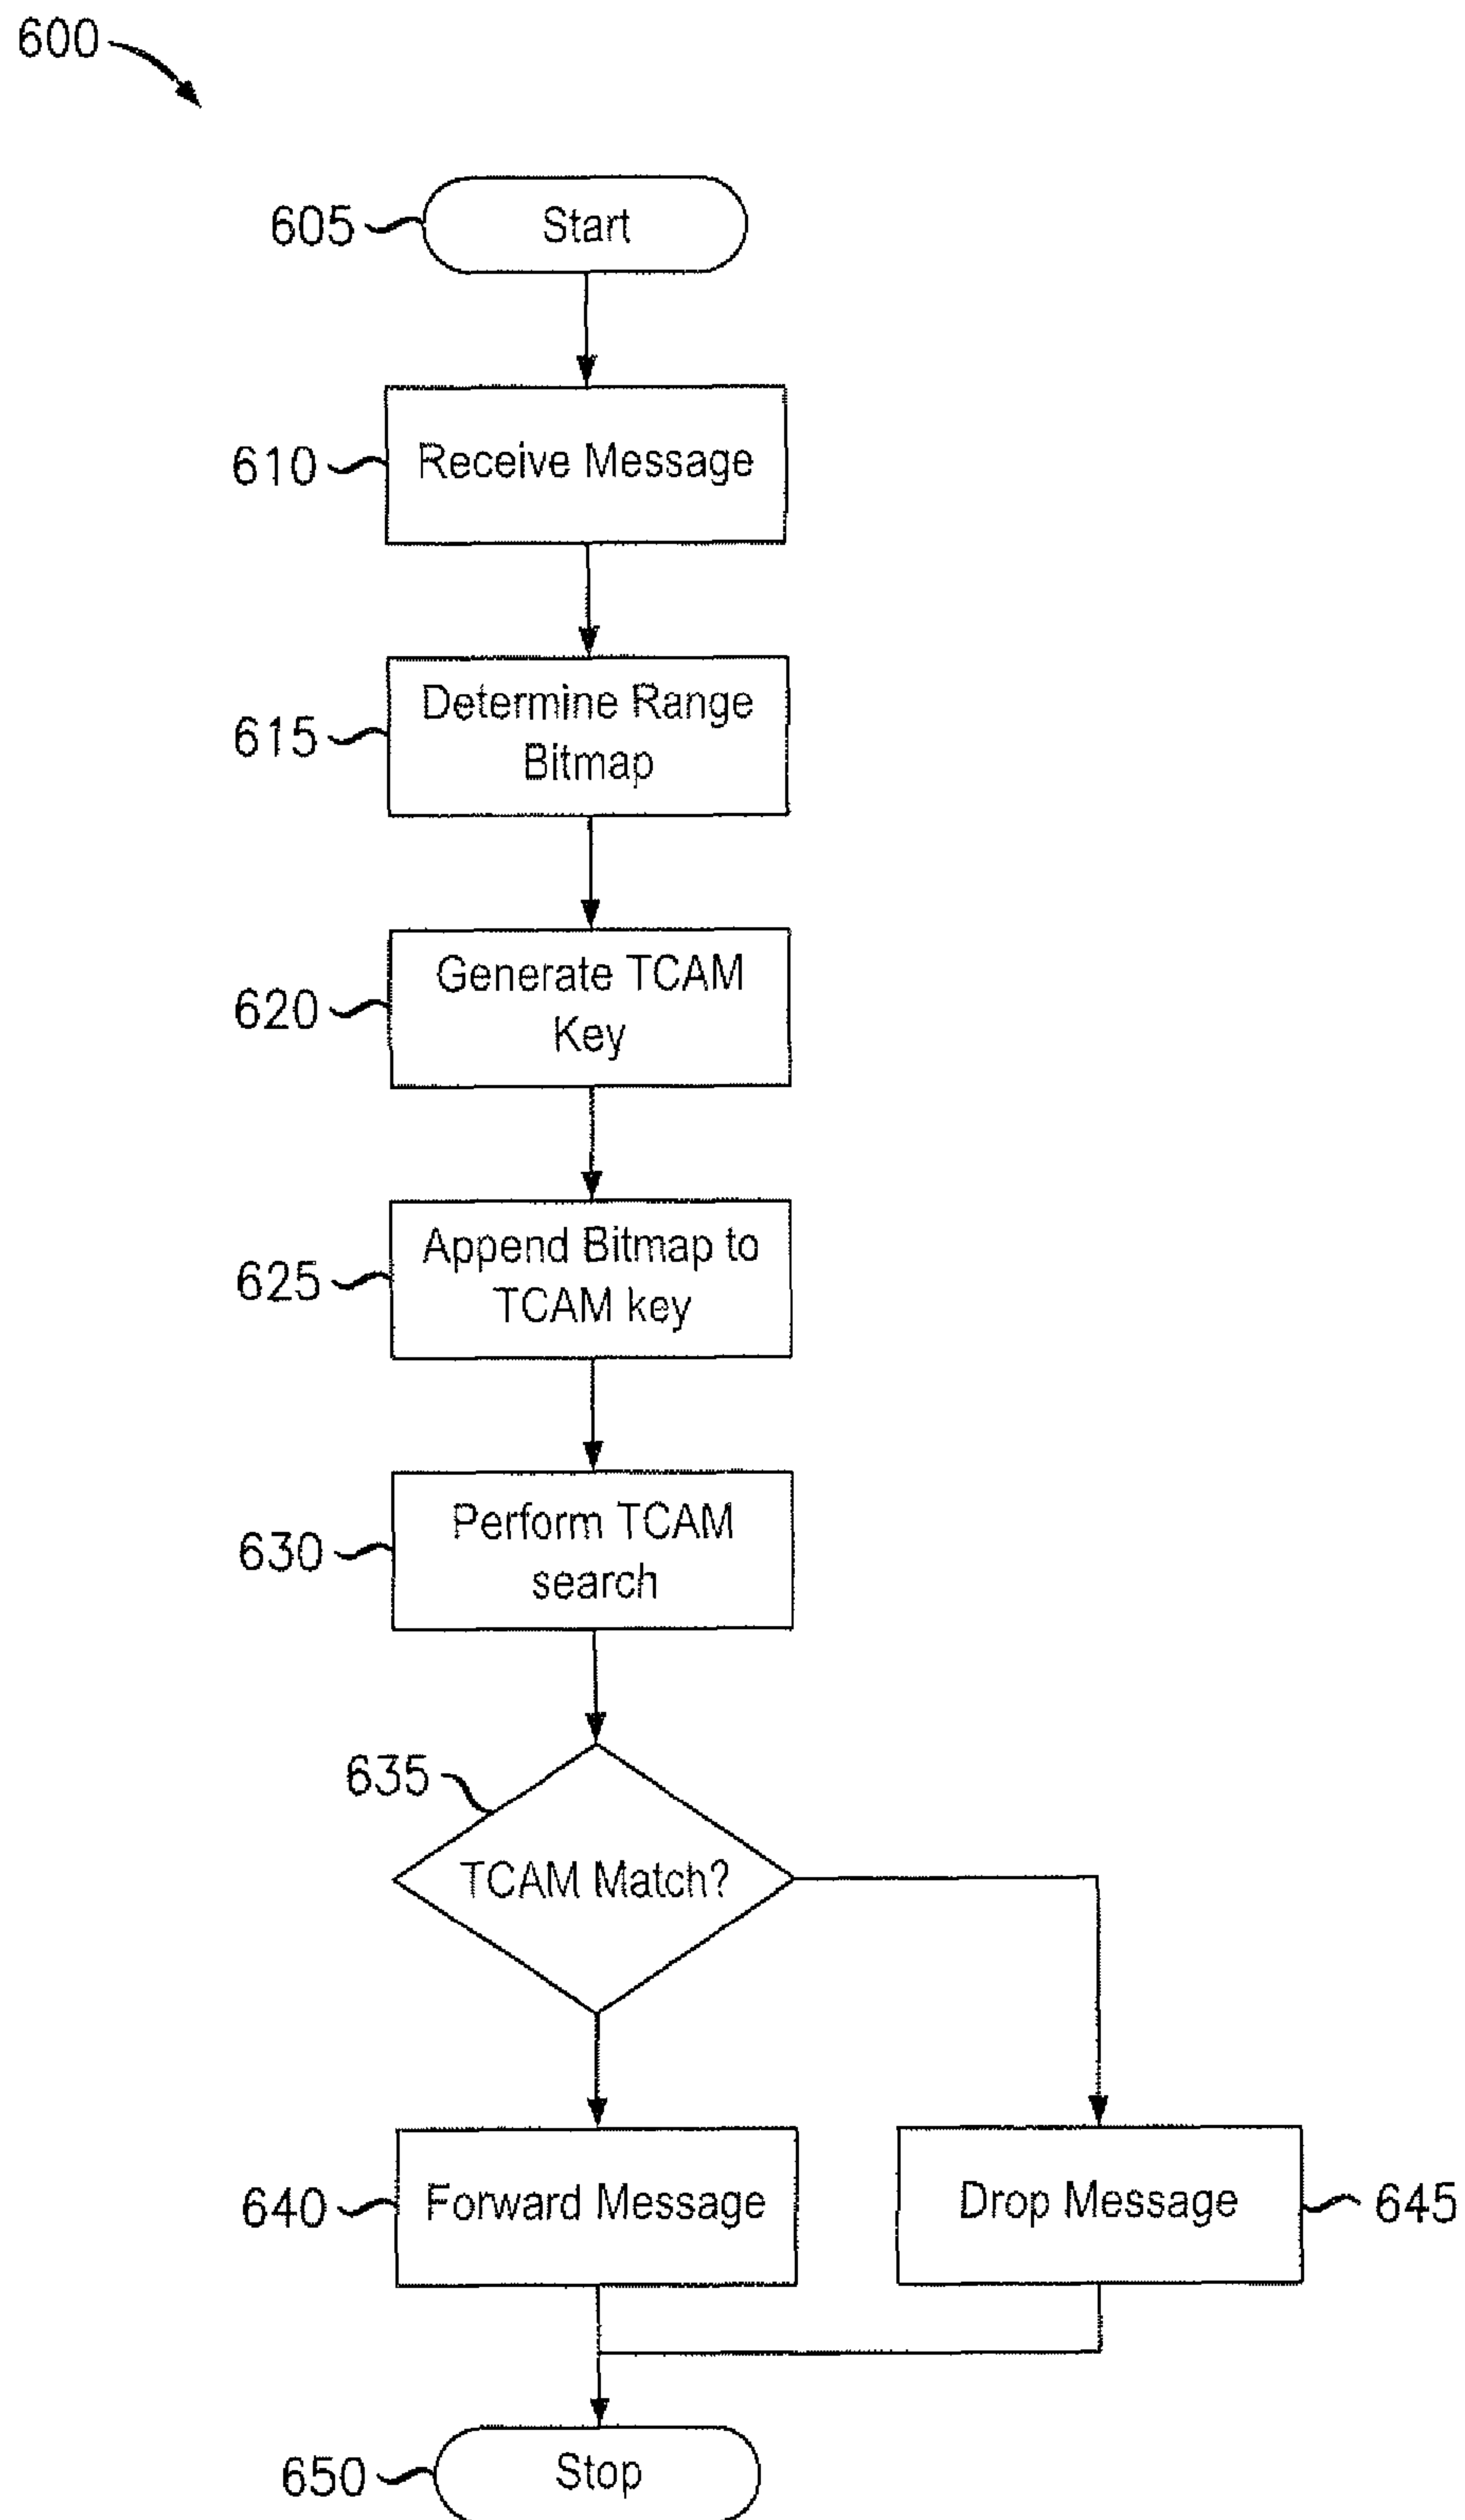 600
605
Start
610
Receive Message
615
Determine Range
Bitmap
620
Generate TCAM
Key
625
Append Bitmap to
TCAM key
630
Perform TCAM
search
635
TCAM Match?
640
Forward Message
Drop Message
645
650
Stop